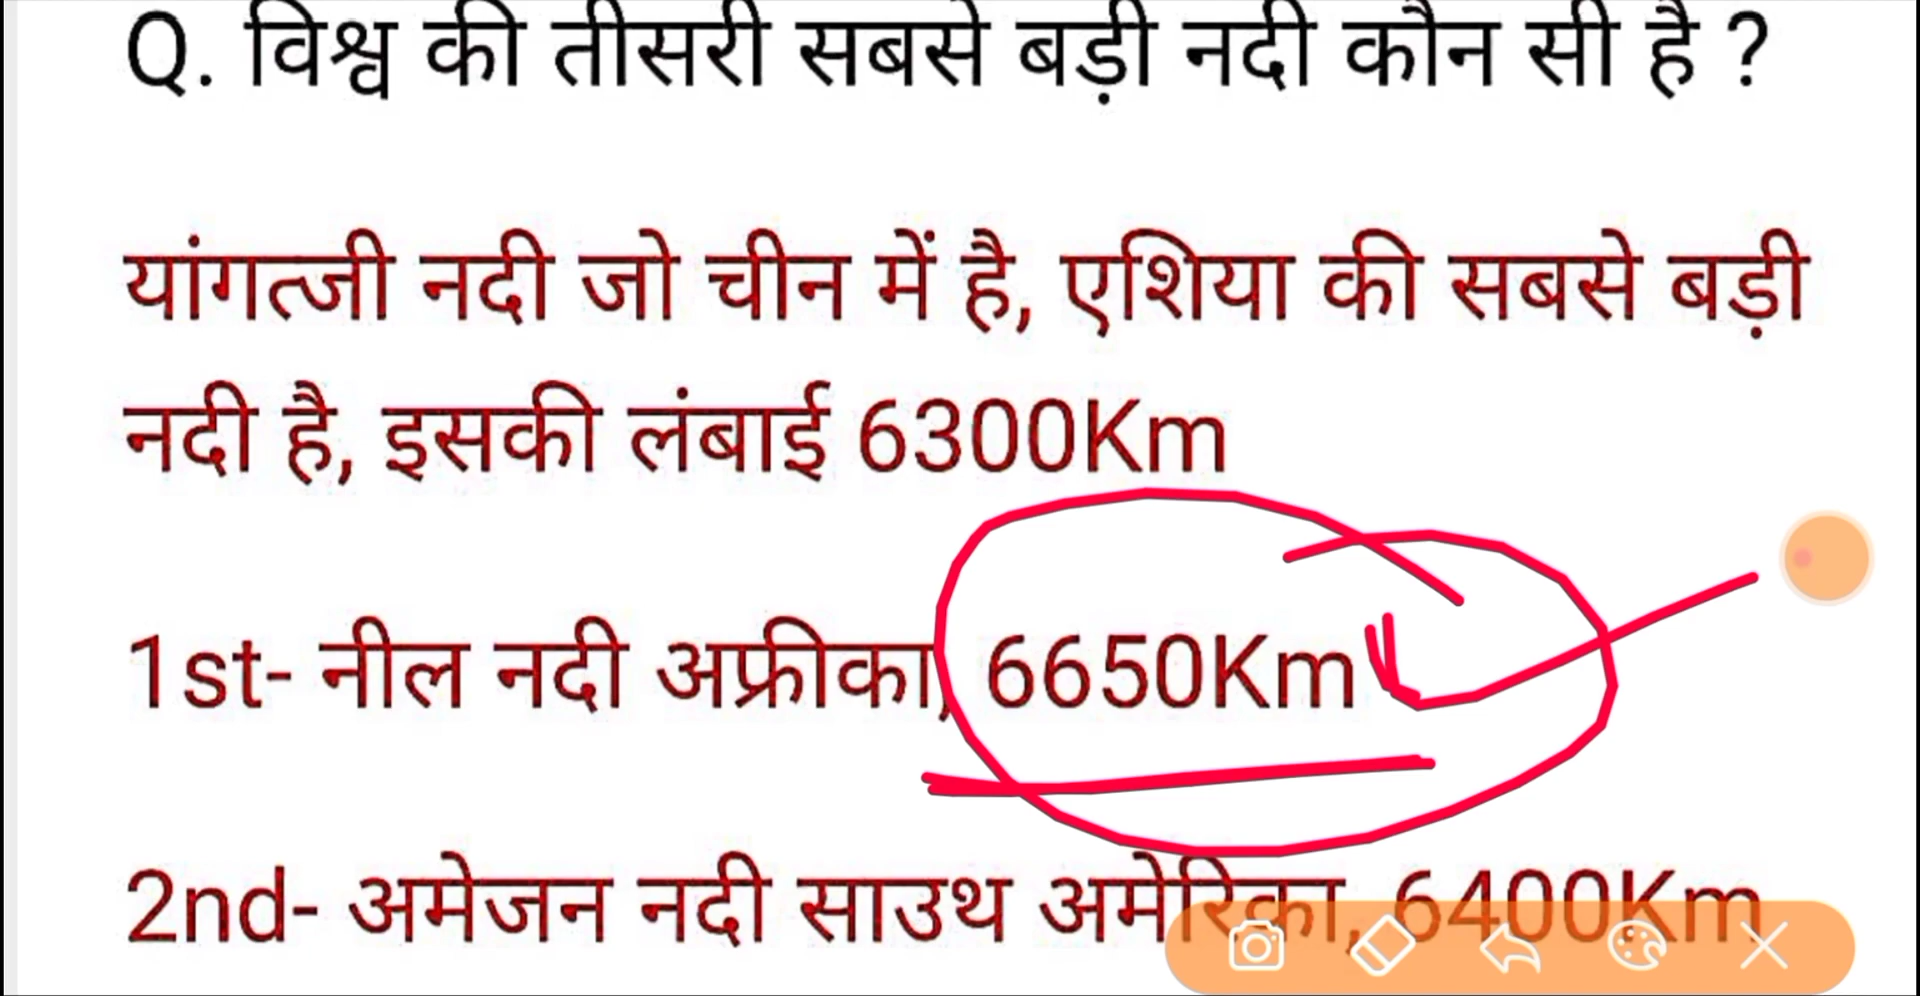 Q. विश्व की तीसरी सबसे बड़ी नदी कौन सी है ?
यांगत्जी नदी जो चीन में है, एशिया की सबसे बड़ी
नदी है, इसकी लंबाई 6300Km
1st- नील नदी अफ्रीका, 6650Km
2nd- अमेजन नदी साउथ अमेरिका, 6400Km